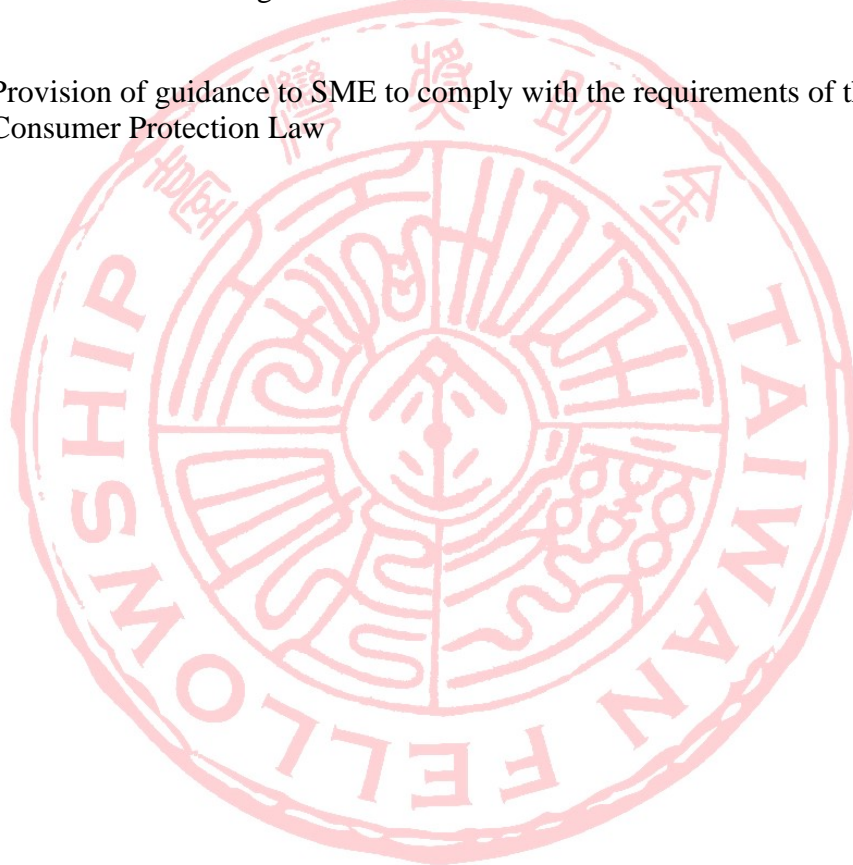 Provision of guidance to SME to comply with the requirements of th
Consumer Protection Law
臺灣獎助金
TAIWAN FELLOWSHIP